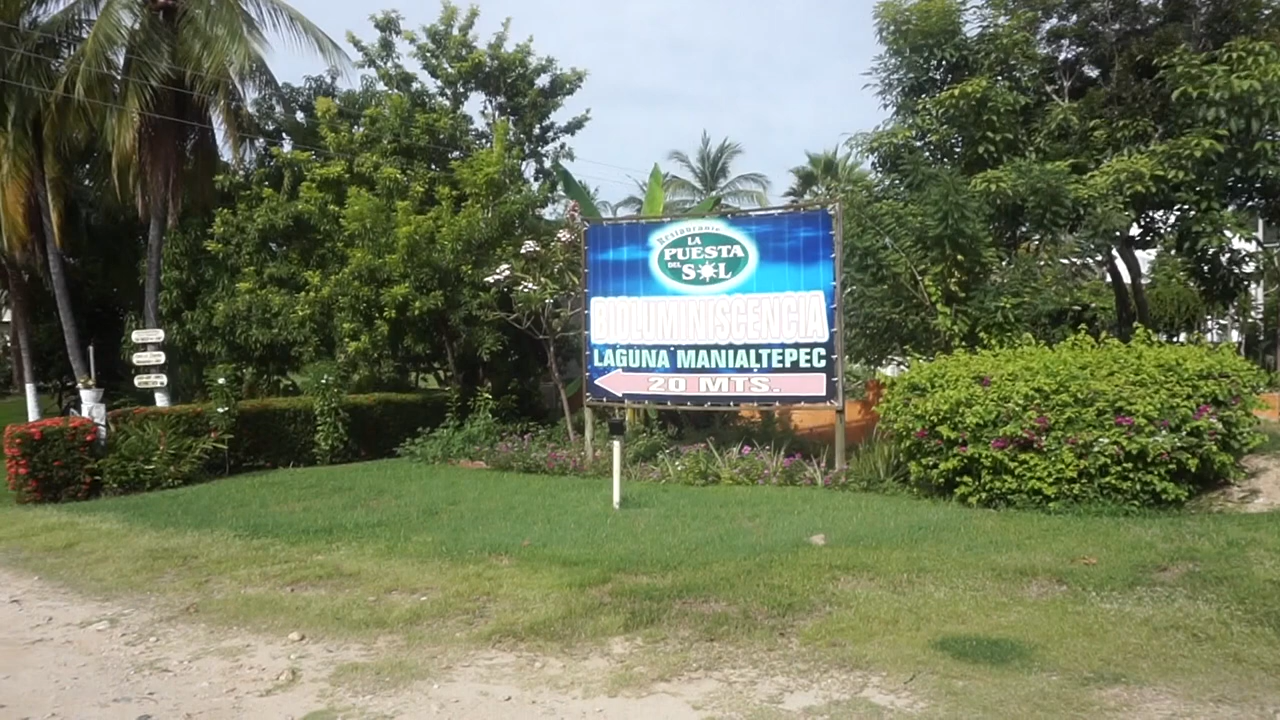 Restaurante
LA
PUESTA
DEL
SOL
BIOLUMINISCENCIA
LAGUNA MANIALTEPEC
20 MTS.